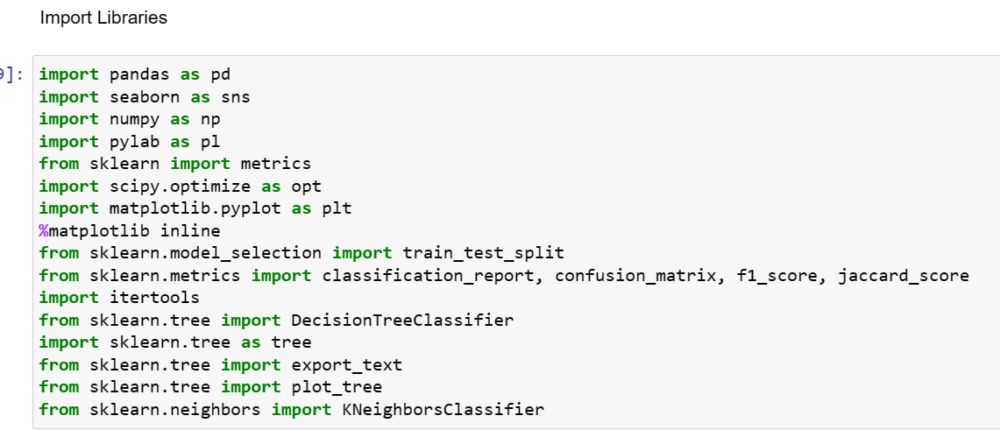 Import Libraries
9]:
import pandas as pd
import seaborn as sns
import numpy as np
import pylab as pl
from sklearn import metrics
import scipy.optimize as opt
import matplotlib.pyplot as plt
%matplotlib inline
from sklearn.model_selection import train_test_split
from sklearn.metrics import classification_report, confusion_matrix, f1_score, jaccard_score
import itertools
from sklearn.tree import DecisionTreeClassifier
import sklearn.tree as tree
from sklearn.tree import export_text
from sklearn.tree import plot_tree
from sklearn.neighbors import KNeighborsClassifier